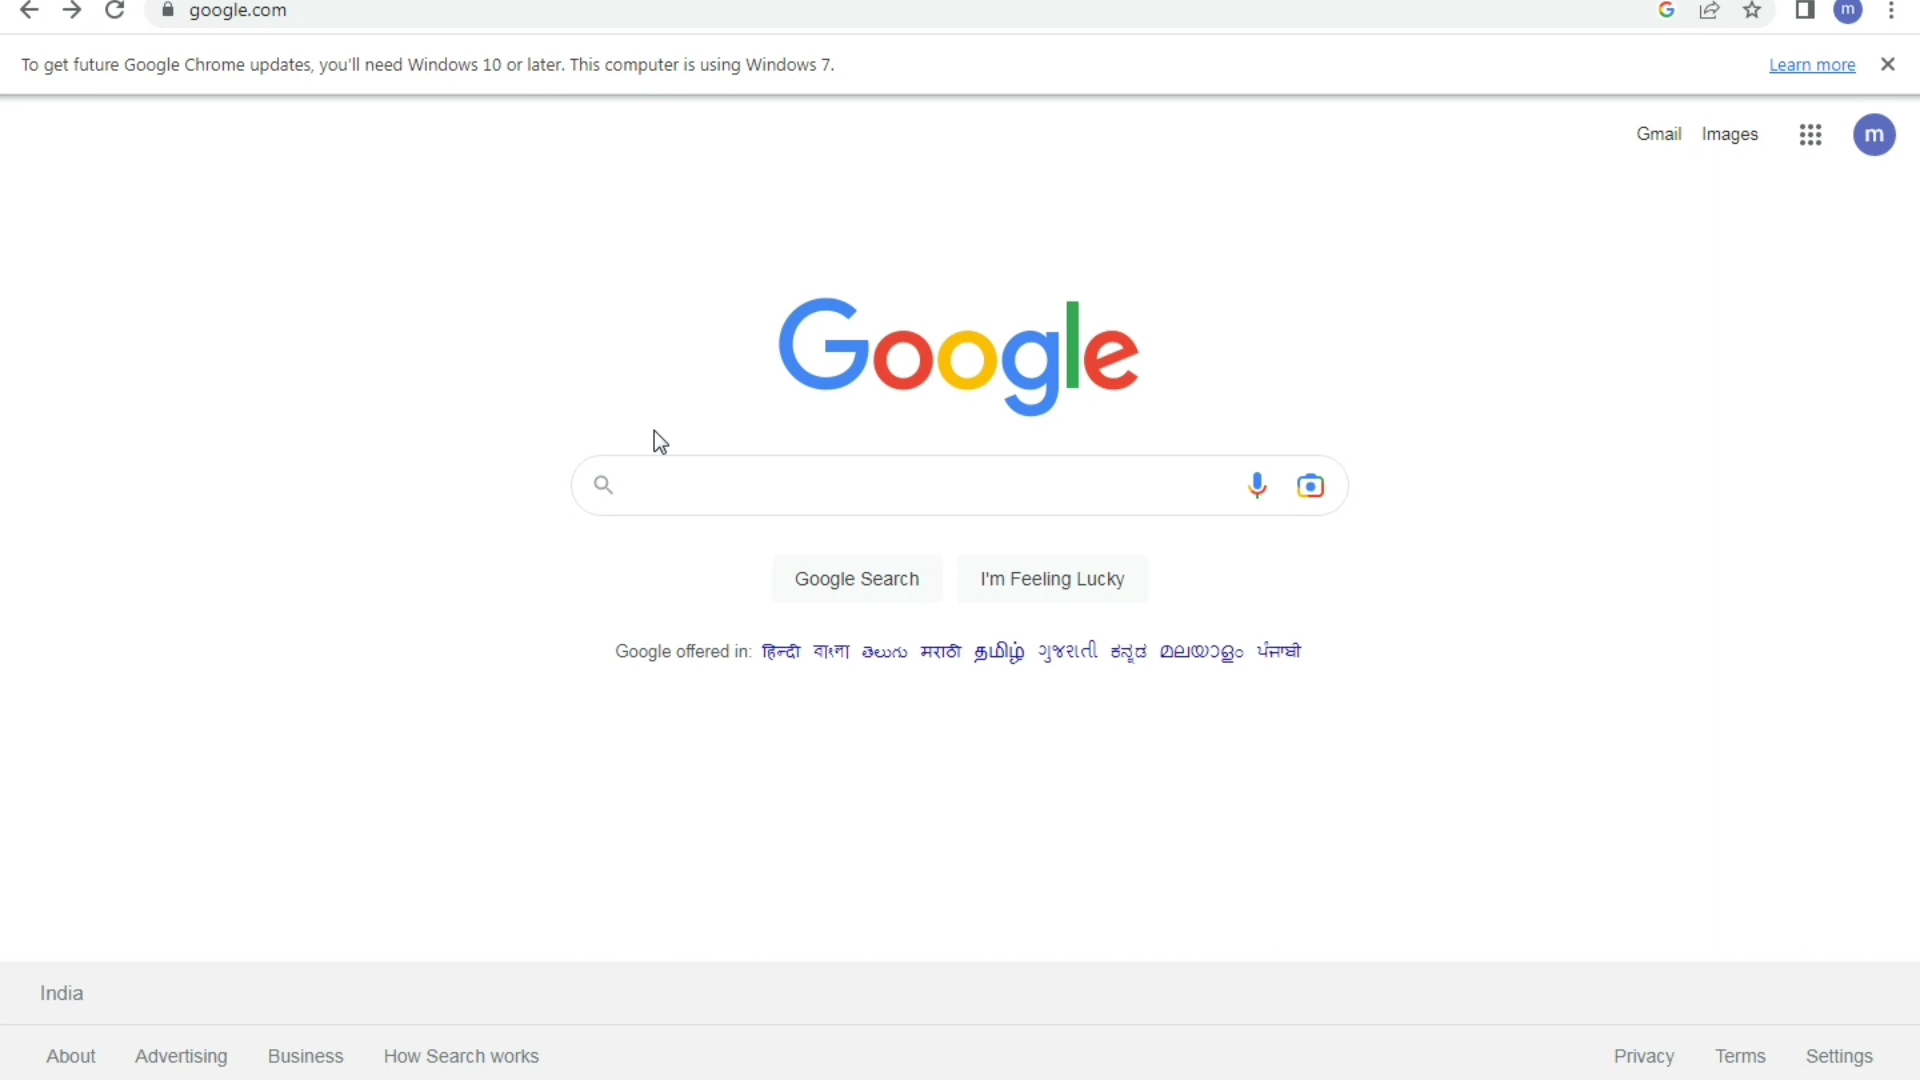 google.com
m
To get future Google Chrome updates, you'll need Windows 10 or later. This computer is using Windows 7.
Learn more
Gmail Images
m
Google
Google Search I'm Feeling Lucky
Google offered in: हिन्दी বাংলা తెలుగు मराठी தமிழ் ગુજરાતી ಕನ್ನಡ മലയാളം ਪੰਜਾਬੀ
India
About Advertising Business How Search works Privacy Terms Settings